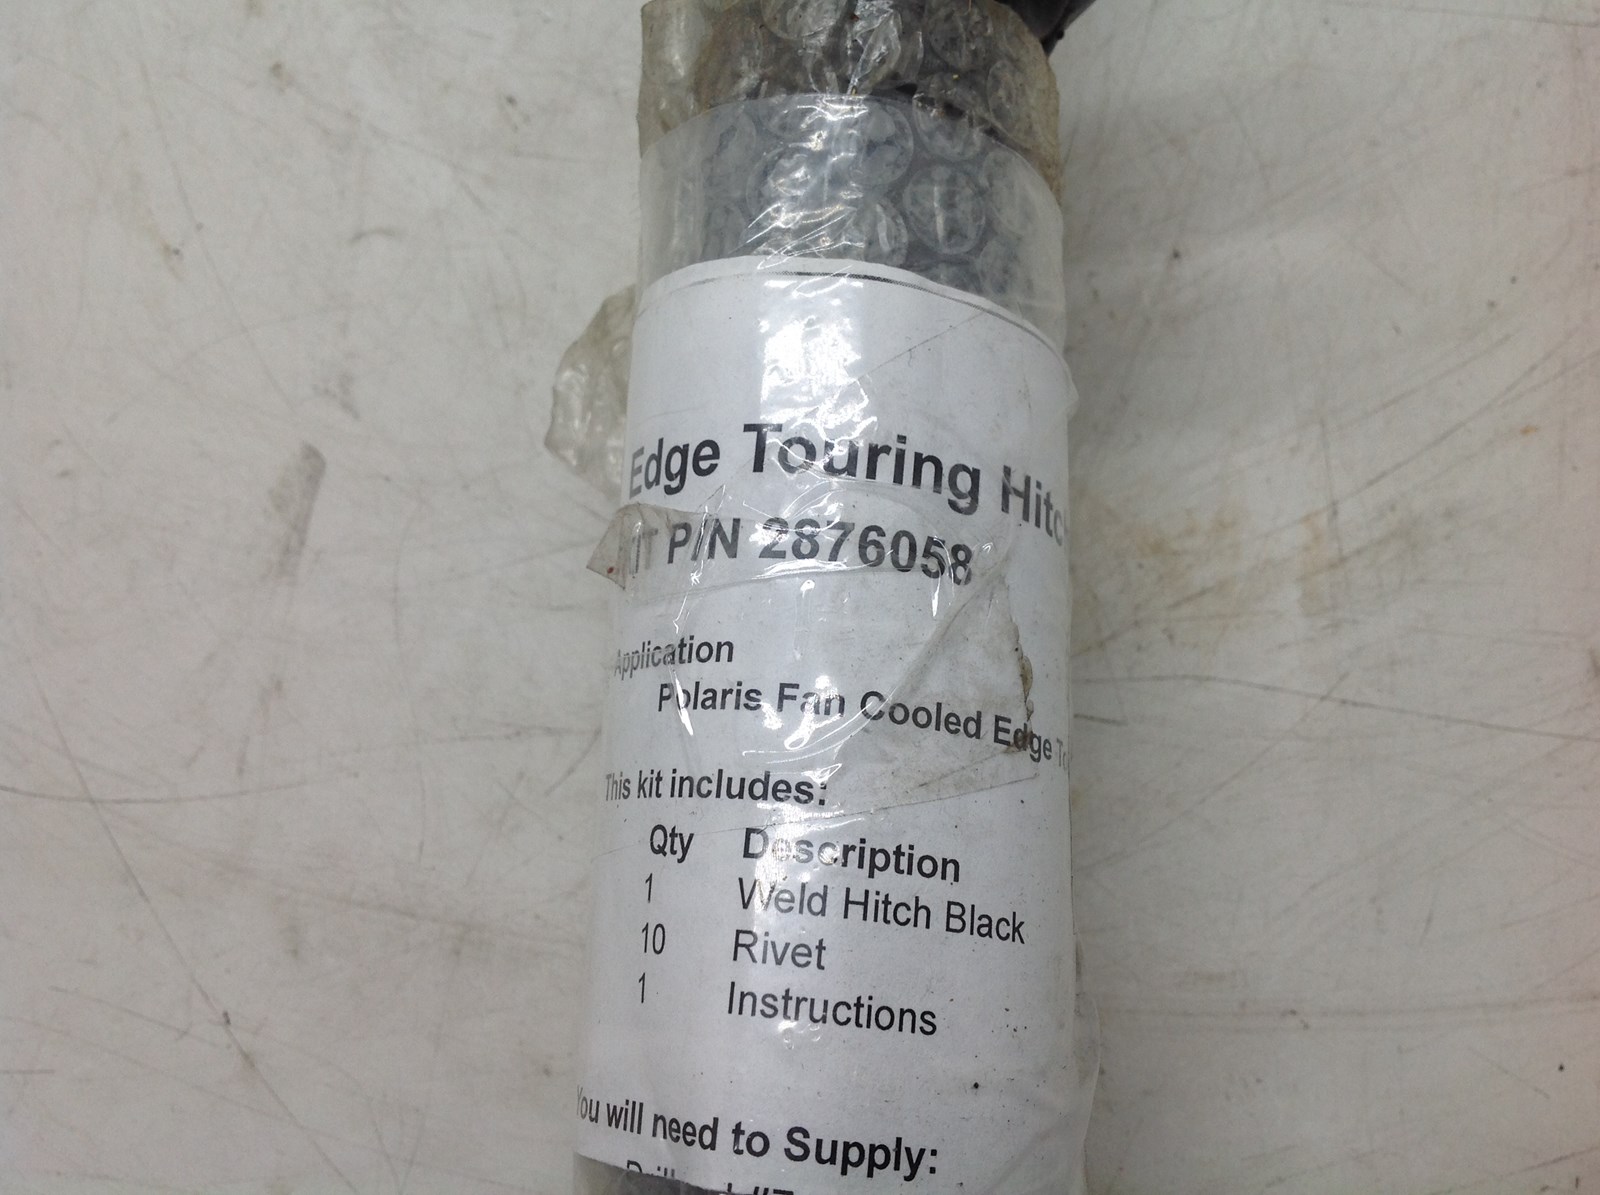 Edge Touring Hitc
KIT P/N 2876058
Application
Polaris Fan Cooled Edge
This kit includes:
Qty Description
1 Weld Hitch Black
10 Rivet
1 Instructions
You will need to Supply: